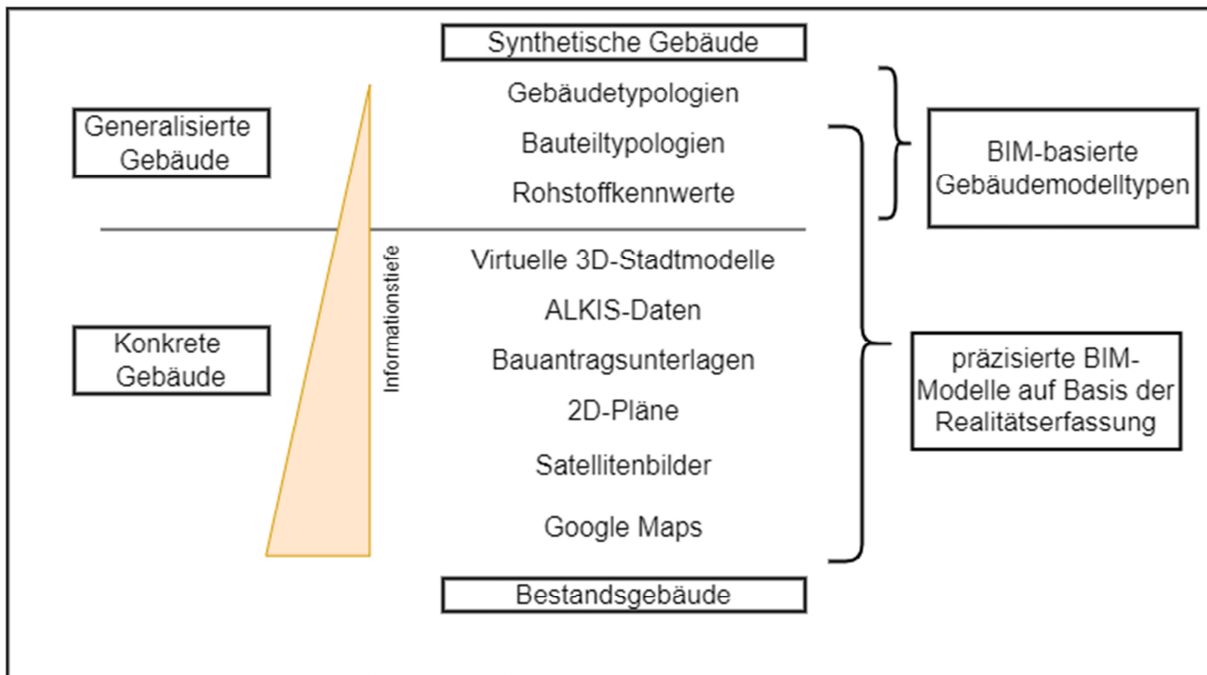 Synthetische Gebäude
Generalisierte
Gebäude
Gebäudetypologien
Bauteiltypologien
Rohstoffkennwerte
BIM-basierte
Gebäudemodelltypen
Informationstiefe
Konkrete
Gebäude
Virtuelle 3D-Stadtmodelle
ALKIS-Daten
Bauantragsunterlagen
2D-Pläne
Satellitenbilder
Google Maps
präzisierte BIM-
Modelle auf Basis der
Realitätserfassung
Bestandsgebäude